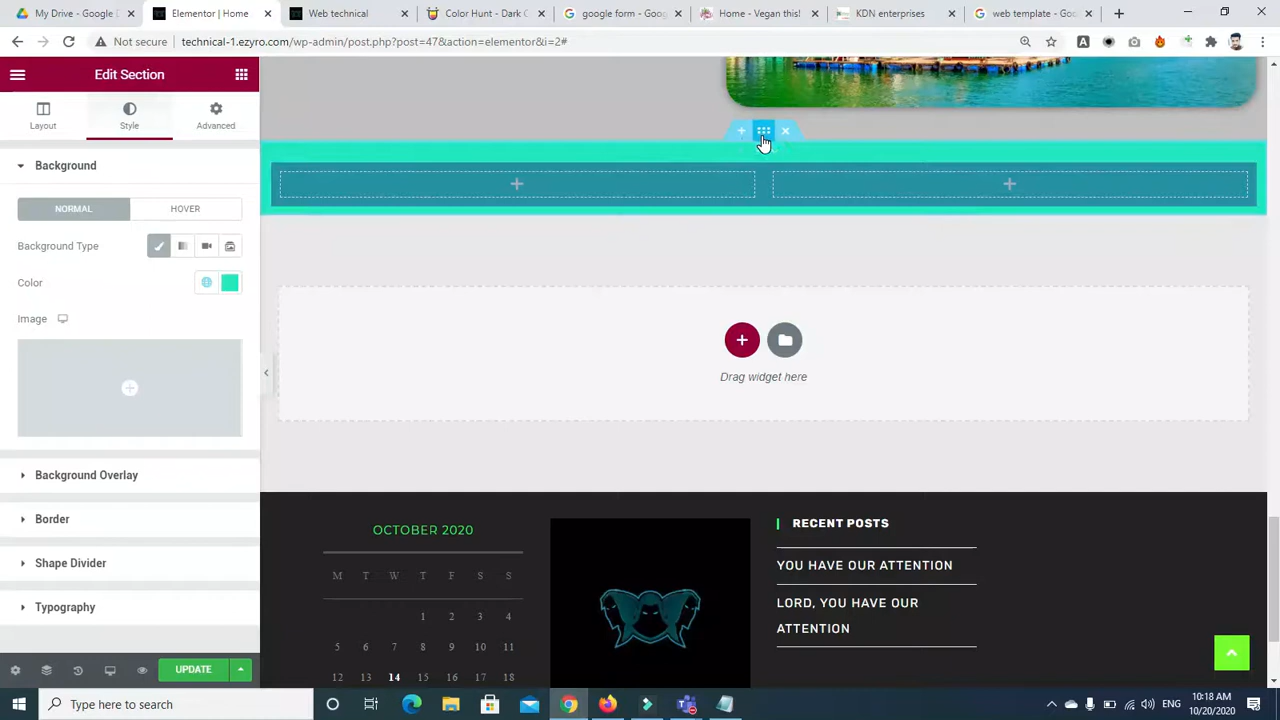 My Drive - Goo
Elementor | Home
Web technical
Color Hunt - Dark C
google form - Goog
Home - Vegan this!
CDN enterprises
web template - Goo
Not secure
technical-1.ezyro.com/wp-admin/post.php?post=47&action=elementor&i=2#
Edit Section
Layout
Style
Advanced
Background
NORMAL
HOVER
Background Type
Color
Image
Background Overlay
Border
Shape Divider
Typography
UPDATE
Drag widget here
OCTOBER 2020
M T W T F S S
1 2 3 4
5 6 7 8 9 10 11
12 13 14 15 16 17 18
RECENT POSTS
YOU HAVE OUR ATTENTION
LORD, YOU HAVE OUR
ATTENTION
Type here to search
ENG
10:18 AM
10/20/2020